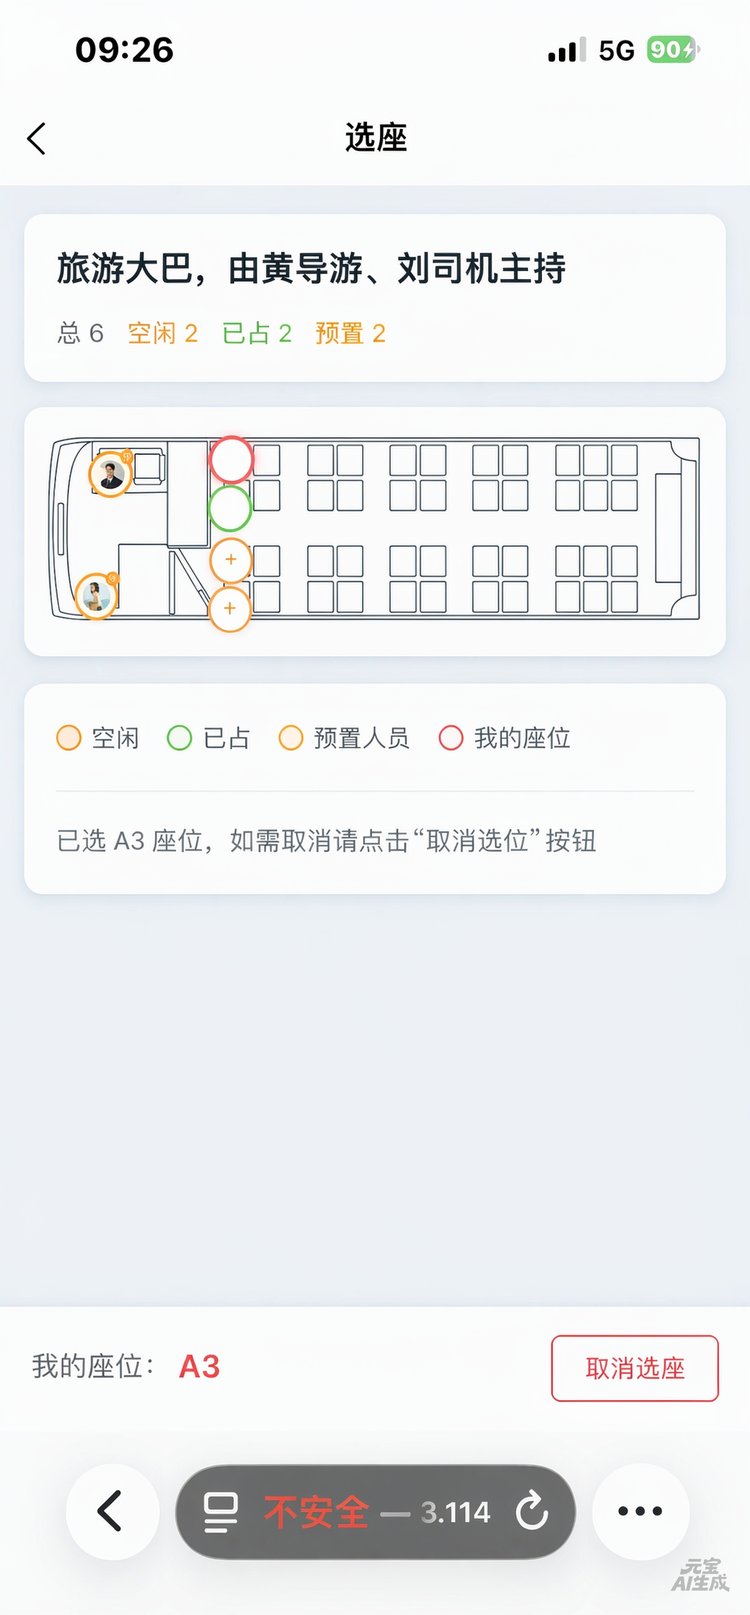 09:26
5G 90
选座
旅游大巴，由黄导游、刘司机主持
总 6 空闲 2 已占 2 预置 2
+
+
空闲 已占 预置人员 我的座位
已选 A3 座位，如需取消请点击“取消选位”按钮
我的座位： A3
取消选座
不安全 — 3.114
元宝
AI生成